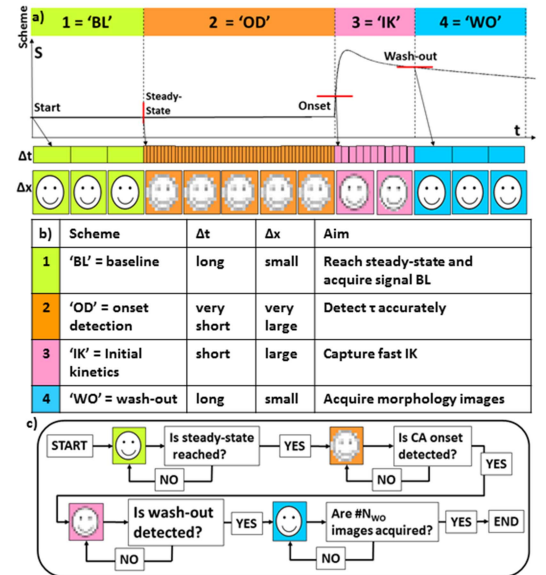 Scheme
a)
1 = 'BL'
2 = 'OD'
3 = 'IK'
4 = 'WO'
S
Wash-out
Steady-
State
Start
Onset
t
Δt
Δx
b) Scheme Δt Δx Aim
1 'BL' = baseline long small Reach steady-state and
acquire signal BL
2 'OD' = onset very very Detect τ accurately
detection short large
3 'IK' = Initial short large Capture fast IK
kinetics
4 'WO' = wash-out long small Acquire morphology images
c)
START
Is steady-state
reached?
YES
NO
Is CA onset
detected?
YES
NO
Is wash-out
detected?
YES
NO
Are #NWO
images acquired?
YES
END
NO